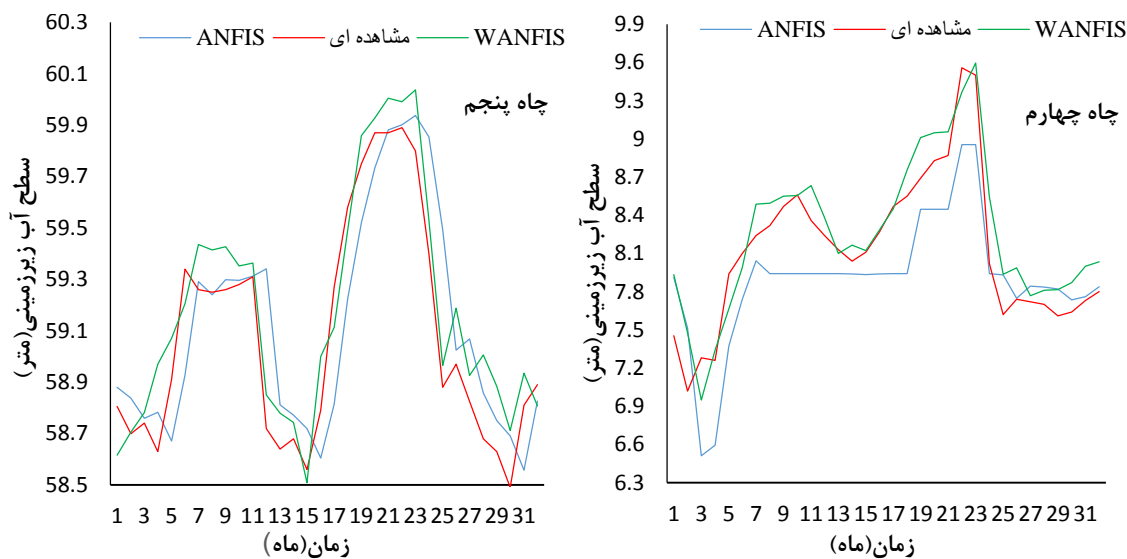 ANFIS مشاهده ای WANFIS
چاه پنجم
سطح آب زیرزمینی(متر)
60.3
60.1
59.9
59.7
59.5
59.3
59.1
58.9
58.7
58.5
1 3 5 7 9 11 13 15 17 19 21 23 25 27 29 31
زمان(ماه)
ANFIS مشاهده ای WANFIS
چاه چهارم
سطح آب زیرزمینی(متر)
9.9
9.6
9.3
9
8.7
8.4
8.1
7.8
7.5
7.2
6.9
6.6
6.3
1 3 5 7 9 11 13 15 17 19 21 23 25 27 29 31
زمان(ماه)